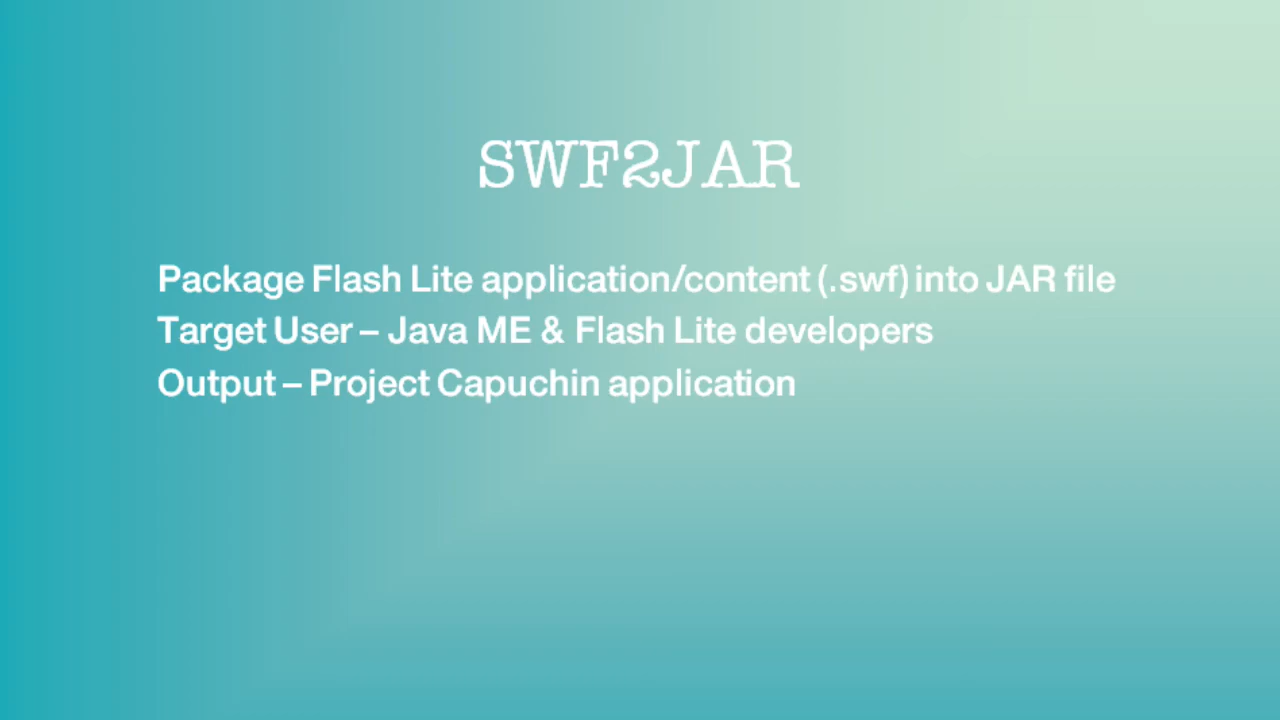 SWF2JAR
Package Flash Lite application/content (.swf) into JAR file
Target User – Java ME & Flash Lite developers
Output – Project Capuchin application